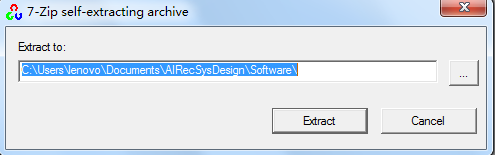 7-Zip self-extracting archive
Extract to:
C:\Users\lenovo\Documents\AIRecSysDesign\Software\
...
Extract
Cancel